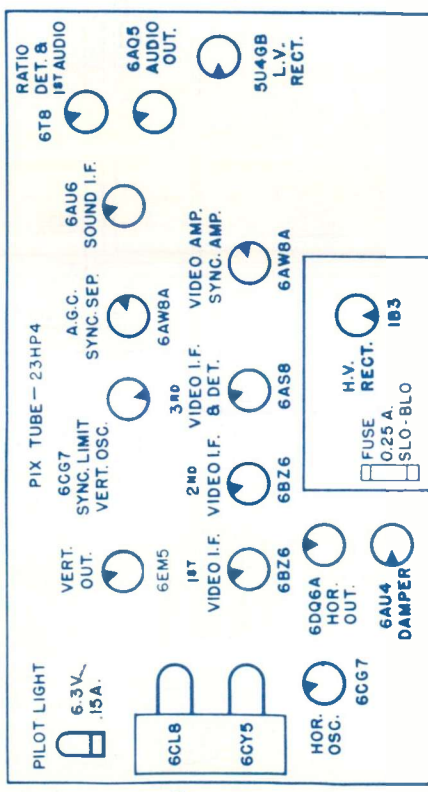 PILOT LIGHT
6.3V
.15A.
PIX TUBE - 23HP4
VERT.
OUT.
6EM5
6CG7
SYNC. LIMIT
VERT. OSC.
A.G.C.
SYNC. SEP.
6AW8A
6AU6
SOUND I.F.
RATIO
DET. &
1ST AUDIO
6T8
6AQ5
AUDIO
OUT.
5U4GB
L.V.
RECT.
6CL8
6CY5
1ST
VIDEO I.F.
6BZ6
2ND
VIDEO I.F.
6BZ6
3RD
VIDEO I.F.
& DET.
6AS8
VIDEO AMP.
SYNC. AMP.
6AW8A
HOR.
OSC.
6CG7
6DQ6A
HOR.
OUT.
6AU4
DAMPER
FUSE
0.25 A.
SLO-BLO
H.V.
RECT.
1B3